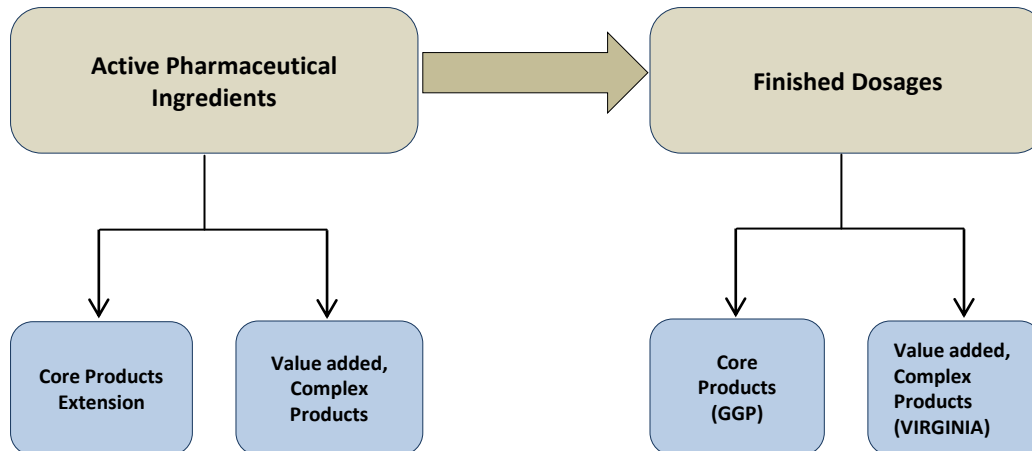 Active Pharmaceutical
Ingredients
Finished Dosages
Core Products
Extension
Value added,
Complex
Products
Core
Products
(GGP)
Value added,
Complex
Products
(VIRGINIA)